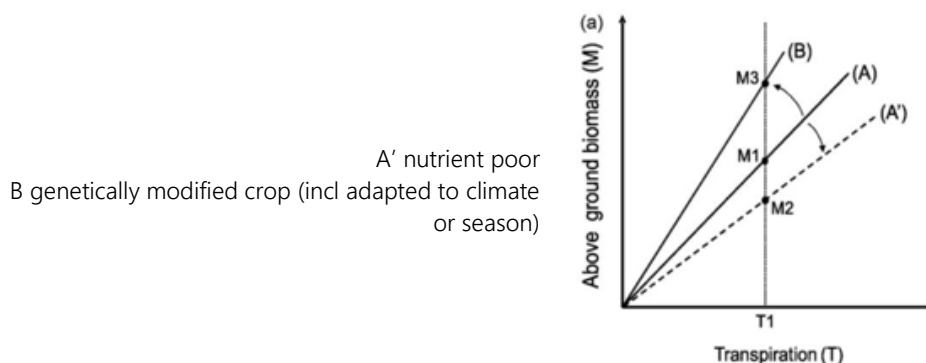 A' nutrient poor
B genetically modified crop (incl adapted to climate
or season)
(a)
Above ground biomass (M)
(B)
M3
(A)
(A')
M1
M2
T1
Transpiration (T)